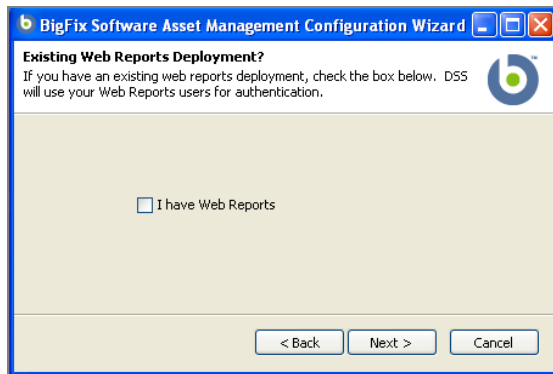 BigFix Software Asset Management Configuration Wizard
Existing Web Reports Deployment?
If you have an existing web reports deployment, check the box below. DSS
will use your Web Reports users for authentication.
I have Web Reports
< Back
Next >
Cancel